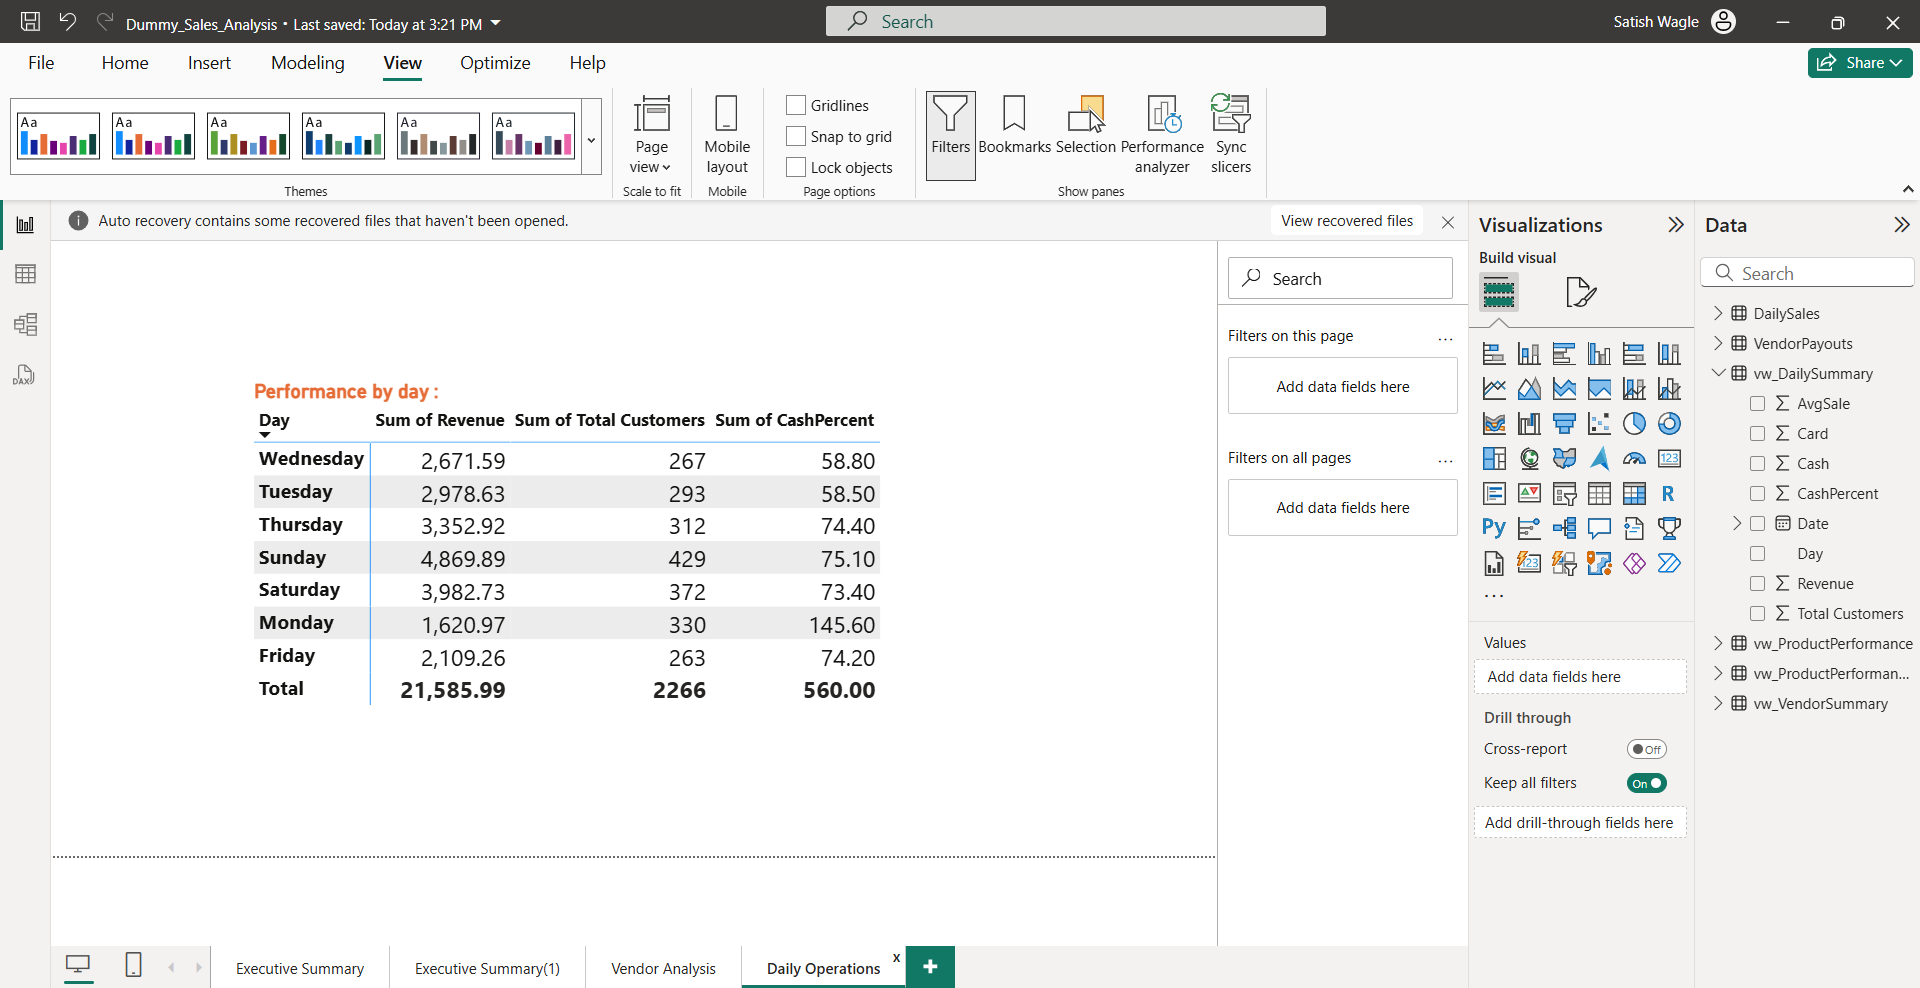 Dummy_Sales_Analysis • Last saved: Today at 3:21 PM
Search
Satish Wagle
File Home Insert Modeling View Optimize Help
Share
Aa Aa Aa Aa Aa Aa
Themes
Page view
Scale to fit
Mobile layout
Mobile
Gridlines
Snap to grid
Lock objects
Page options
Filters
Bookmarks
Selection
Performance analyzer
Sync slicers
Show panes
Auto recovery contains some recovered files that haven't been opened.
View recovered files
DAX
Performance by day :
Day Sum of Revenue Sum of Total Customers Sum of CashPercent
Wednesday 2,671.59 267 58.80
Tuesday 2,978.63 293 58.50
Thursday 3,352.92 312 74.40
Sunday 4,869.89 429 75.10
Saturday 3,982.73 372 73.40
Monday 1,620.97 330 145.60
Friday 2,109.26 263 74.20
Total 21,585.99 2266 560.00
Search
Filters on this page ...
Add data fields here
Filters on all pages ...
Add data fields here
Visualizations
Build visual
123
R
Py
123
...
Values
Add data fields here
Drill through
Cross-report Off
Keep all filters On
Add drill-through fields here
Data
Search
DailySales
VendorPayouts
vw_DailySummary
∑ AvgSale
∑ Card
∑ Cash
∑ CashPercent
Date
Day
∑ Revenue
∑ Total Customers
vw_ProductPerformance
vw_ProductPerforman...
vw_VendorSummary
Executive Summary Executive Summary(1) Vendor Analysis Daily Operations x +